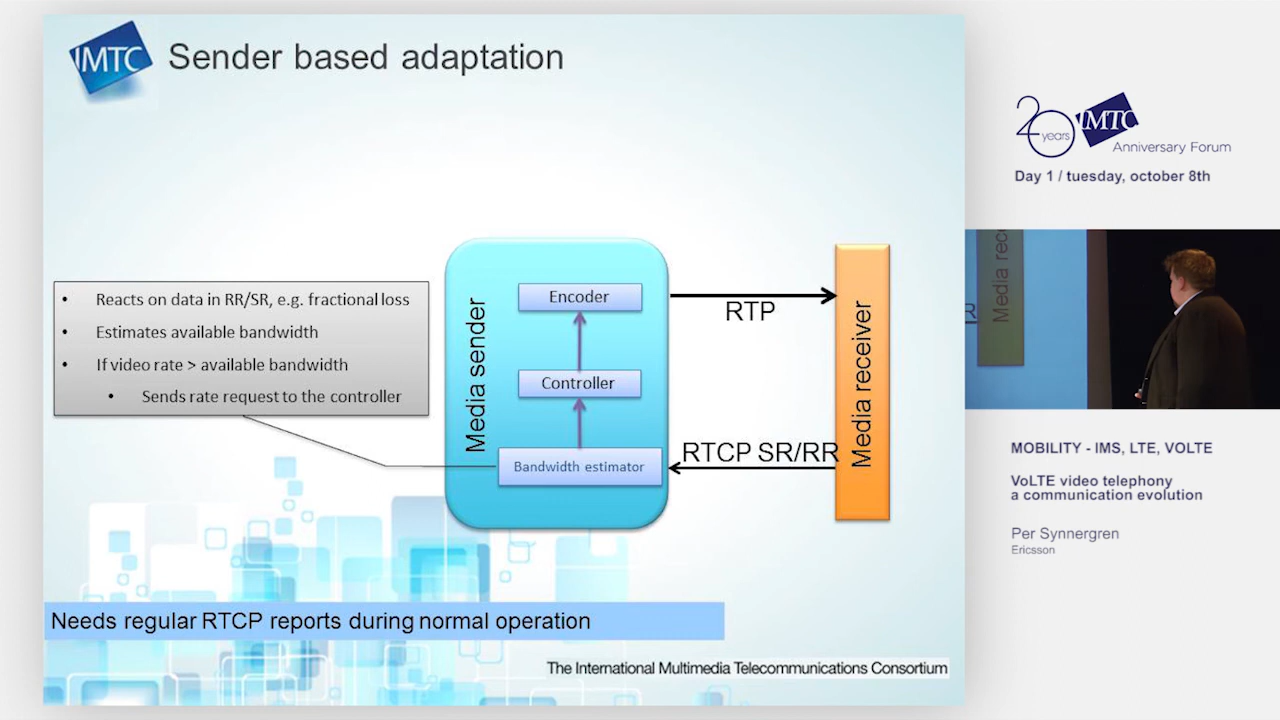 IMTC
Sender based adaptation
• Reacts on data in RR/SR, e.g. fractional loss
• Estimates available bandwidth
• If video rate > available bandwidth
• Sends rate request to the controller
Media sender
Encoder
Controller
Bandwidth estimator
RTP
RTCP SR/RR
Media receiver
Needs regular RTCP reports during normal operation
The International Multimedia Telecommunications Consortium
20 years
IMTC
Anniversary Forum
Day 1 / tuesday, october 8th
Media rec
R
MOBILITY - IMS, LTE, VOLTE
VoLTE video telephony
a communication evolution
Per Synnergren
Ericsson